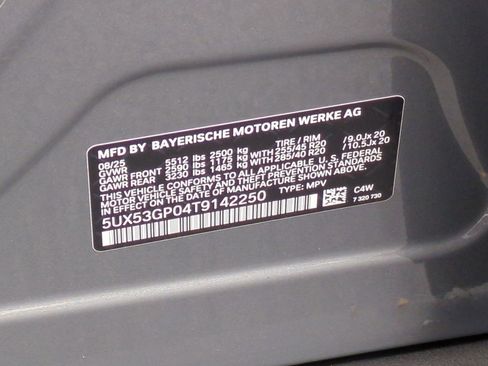 MFD BY BAYERISCHE MOTOREN WERKE AG
08/25 TIRE / RIM
GVWR 5512 lbs 2500 kg
GAWR FRONT 2590 lbs 1175 kg WITH 255/45 R20 / 9.0Jx 20
GAWR REAR 3230 lbs 1465 kg WITH 285/40 R20 / 10.5Jx 20
THIS VEHICLE CONFORMS TO ALL APPLICABLE U.S. FEDERAL
MOTOR VEHICLE SAFETY, BUMPER, AND THEFT PREVENTION STANDARDS
IN EFFECT ON THE DATE OF MANUFACTURE SHOWN ABOVE.
5UX53GP04T9142250 TYPE: MPV
C4W
7 320 730